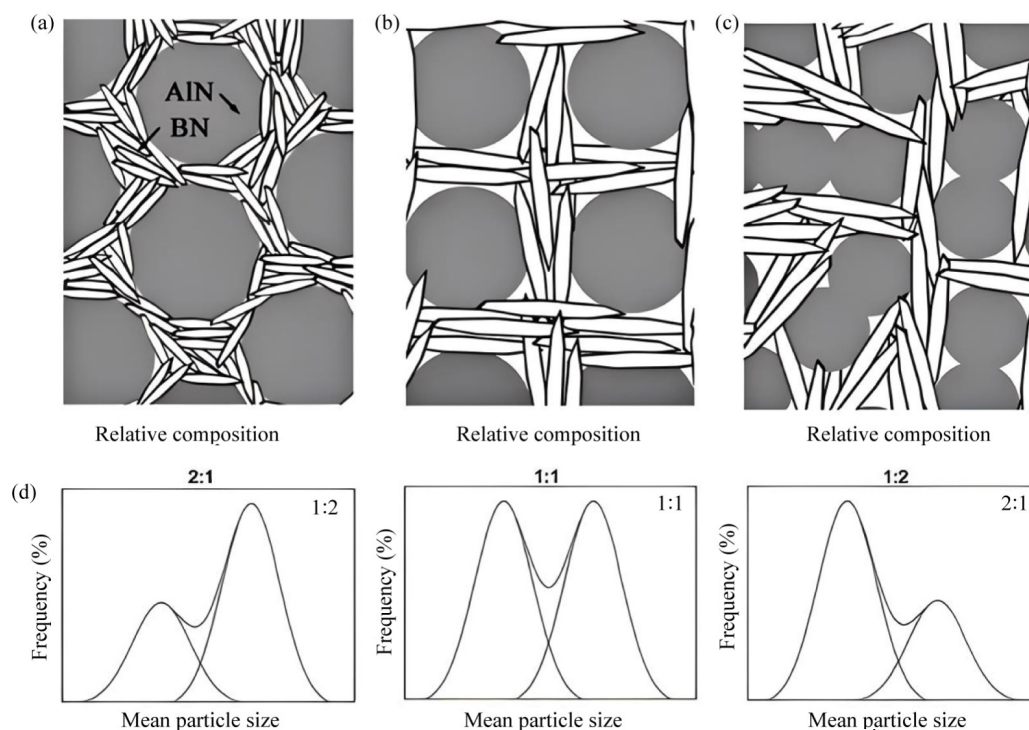 (a)
(b)
(c)
AlN
BN
Relative composition
Relative composition
Relative composition
(d)
2:1
1:1
1:2
1:2
1:1
2:1
Frequency (%)
Frequency (%)
Frequency (%)
Mean particle size
Mean particle size
Mean particle size